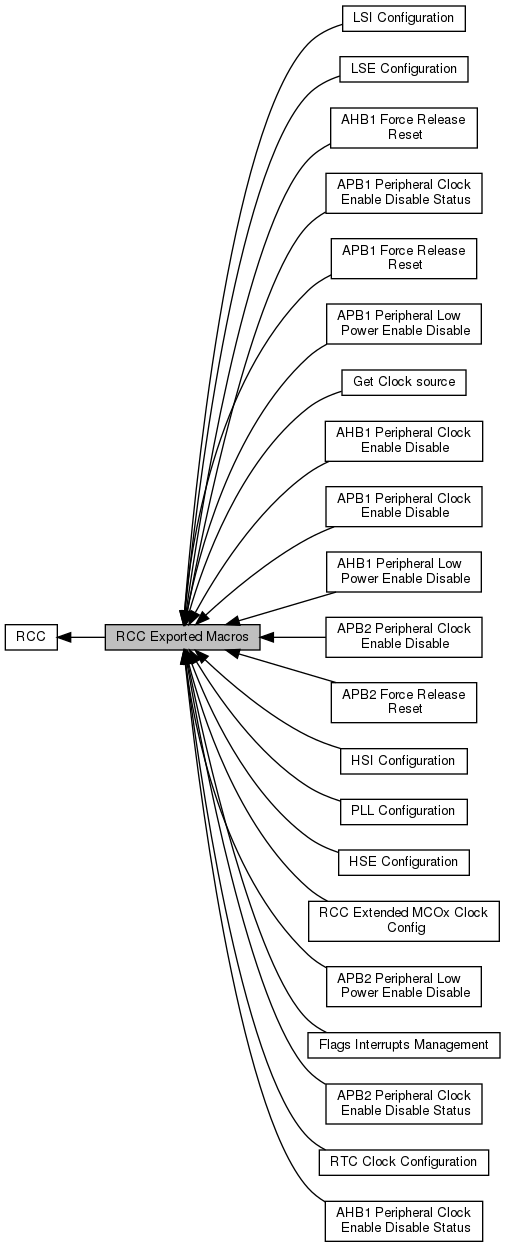 LSI Configuration
LSE Configuration
AHB1 Force Release
Reset
APB1 Peripheral Clock
Enable Disable Status
APB1 Force Release
Reset
APB1 Peripheral Low
Power Enable Disable
Get Clock source
AHB1 Peripheral Clock
Enable Disable
APB1 Peripheral Clock
Enable Disable
AHB1 Peripheral Low
Power Enable Disable
RCC
RCC Exported Macros
APB2 Peripheral Clock
Enable Disable
APB2 Force Release
Reset
HSI Configuration
PLL Configuration
HSE Configuration
RCC Extended MCOx Clock
Config
APB2 Peripheral Low
Power Enable Disable
Flags Interrupts Management
APB2 Peripheral Clock
Enable Disable Status
RTC Clock Configuration
AHB1 Peripheral Clock
Enable Disable Status